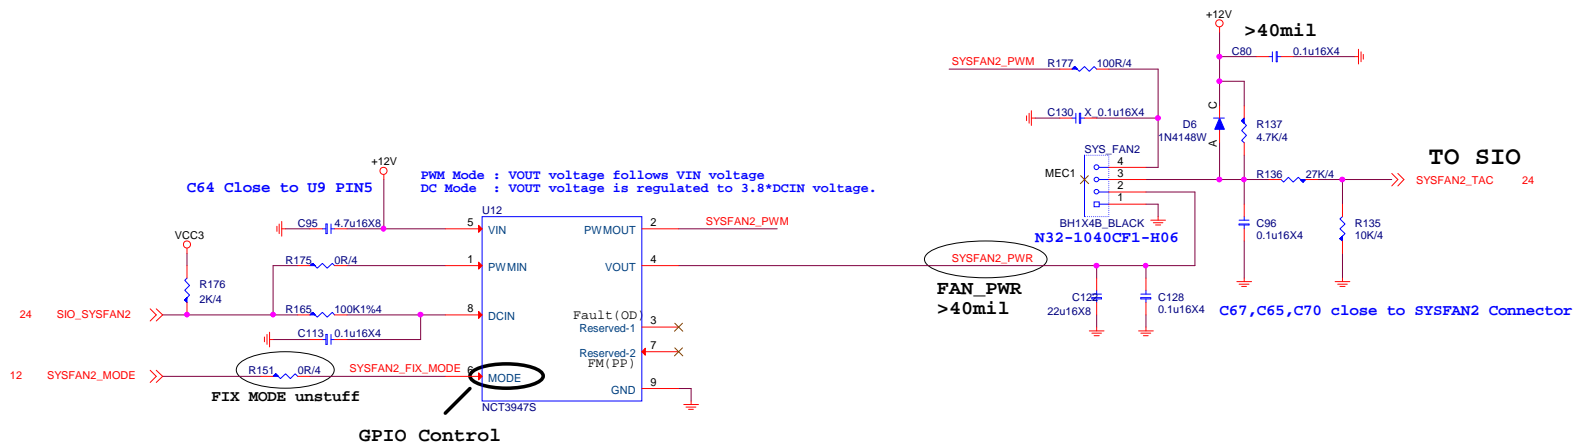 +12V
>40mil
C80
0.1u16X4
SYSFAN2_PWM
R177
100R/4
C130
X_0.1u16X4
D6
1N4148W
C
A
R137
4.7K/4
SYS_FAN2
4
3
2
1
MEC1
BH1X4B_BLACK
N32-1040CF1-H06
TO SIO
R136
27K/4
SYSFAN2_TAC
24
C96
0.1u16X4
R135
10K/4
+12V
C64 Close to U9 PIN5
PWM Mode : VOUT voltage follows VIN voltage
DC Mode : VOUT voltage is regulated to 3.8*DCIN voltage.
U12
C95
4.7u16X8
5
VIN
PWMOUT
2
SYSFAN2_PWM
VCC3
R175
0R/4
1
PWMIN
VOUT
4
SYSFAN2_PWR
R176
2K/4
FAN_PWR
>40mil
22u16X8
C128
0.1u16X4
C67,C65,C70 close to SYSFAN2 Connector
24
SIO_SYSFAN2
R165
100K1%4
8
DCIN
Fault(OD)
Reserved-1
3
C113
0.1u16X4
Reserved-2
7
FM(PP)
12
SYSFAN2_MODE
R151
0R/4
SYSFAN2_FIX_MODE
6
MODE
GND
9
FIX MODE unstuff
NCT3947S
GPIO Control